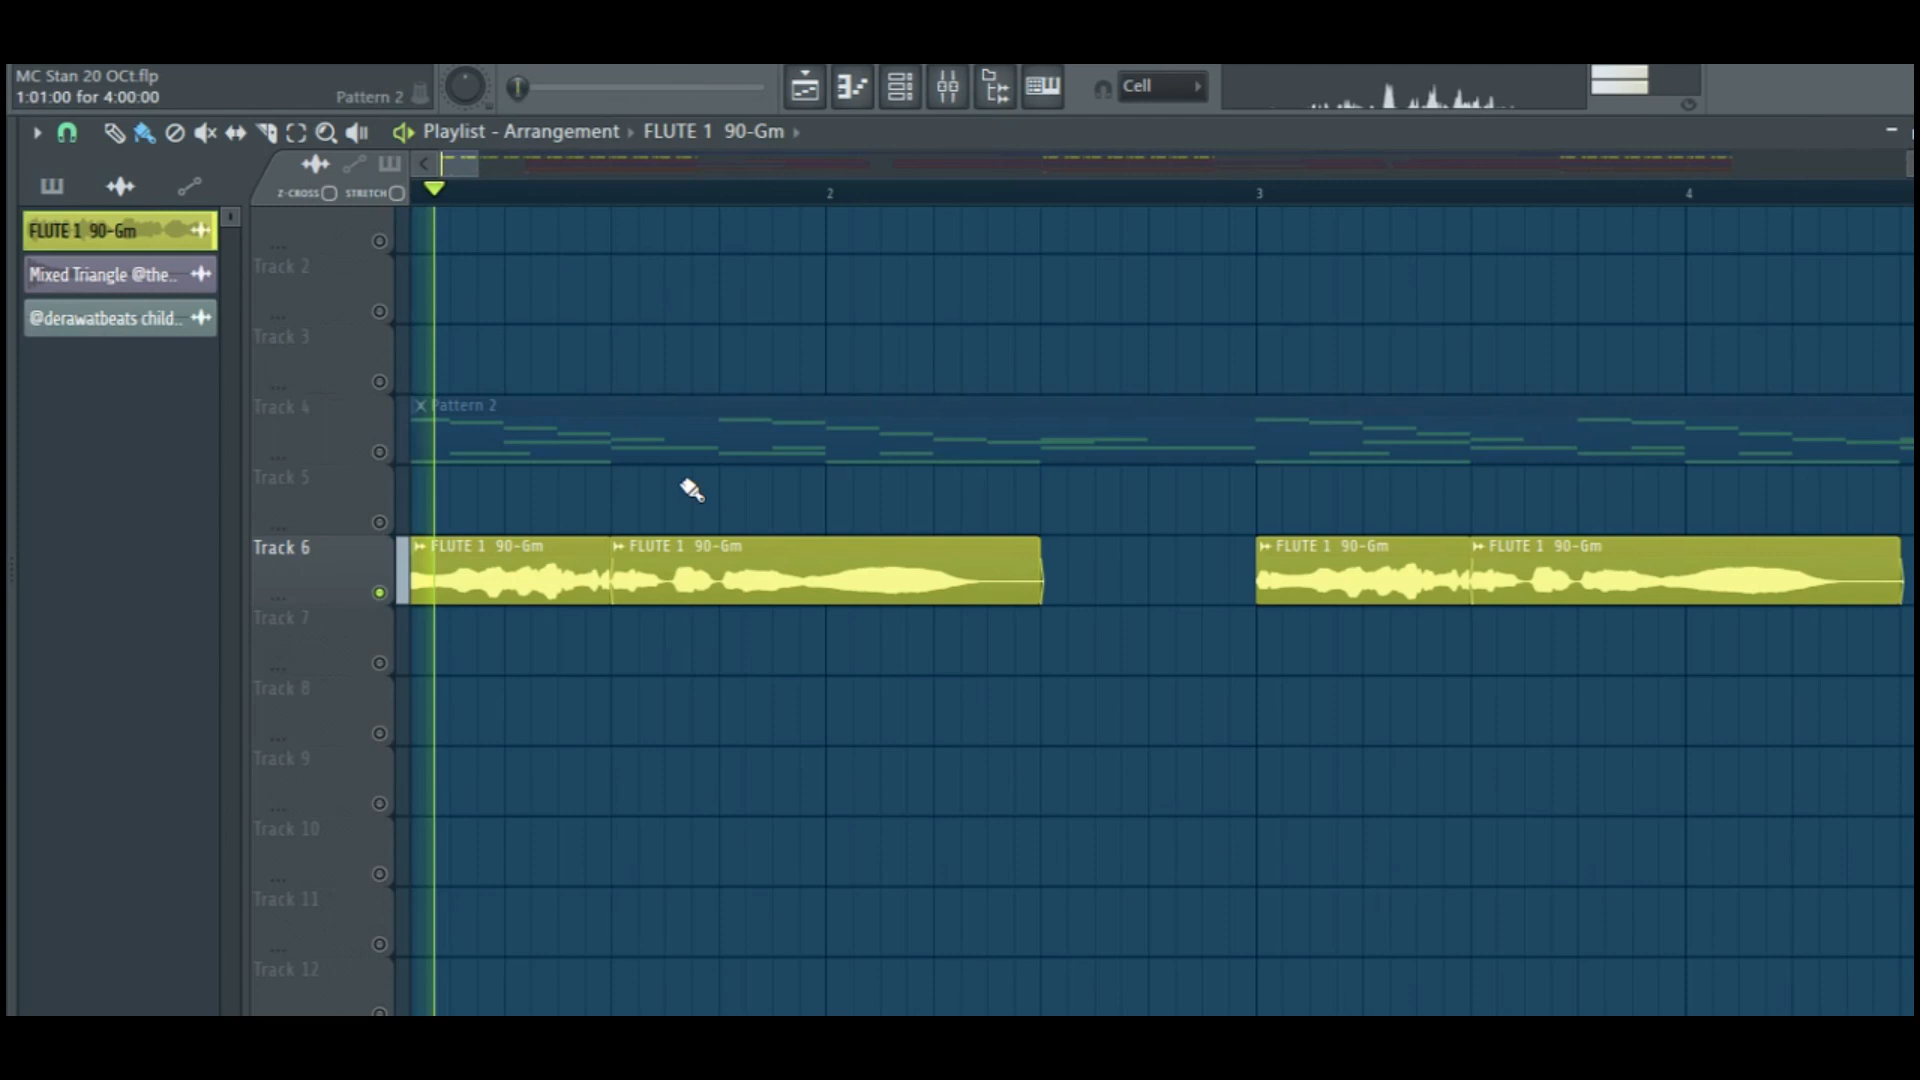 MC Stan 20 OCt.flp
1:01:00 for 4:00:00
Pattern 2
Cell
Playlist - Arrangement › FLUTE 1 90-Gm ›
Z-CROSS STRETCH
2 3 4
FLUTE 1 90-Gm
Mixed Triangle @the..
@derawatbeats child..
Track 2
Track 3
Track 4
Pattern 2
Track 5
Track 6
FLUTE 1 90-Gm FLUTE 1 90-Gm FLUTE 1 90-Gm FLUTE 1 90-Gm
Track 7
Track 8
Track 9
Track 10
Track 11
Track 12